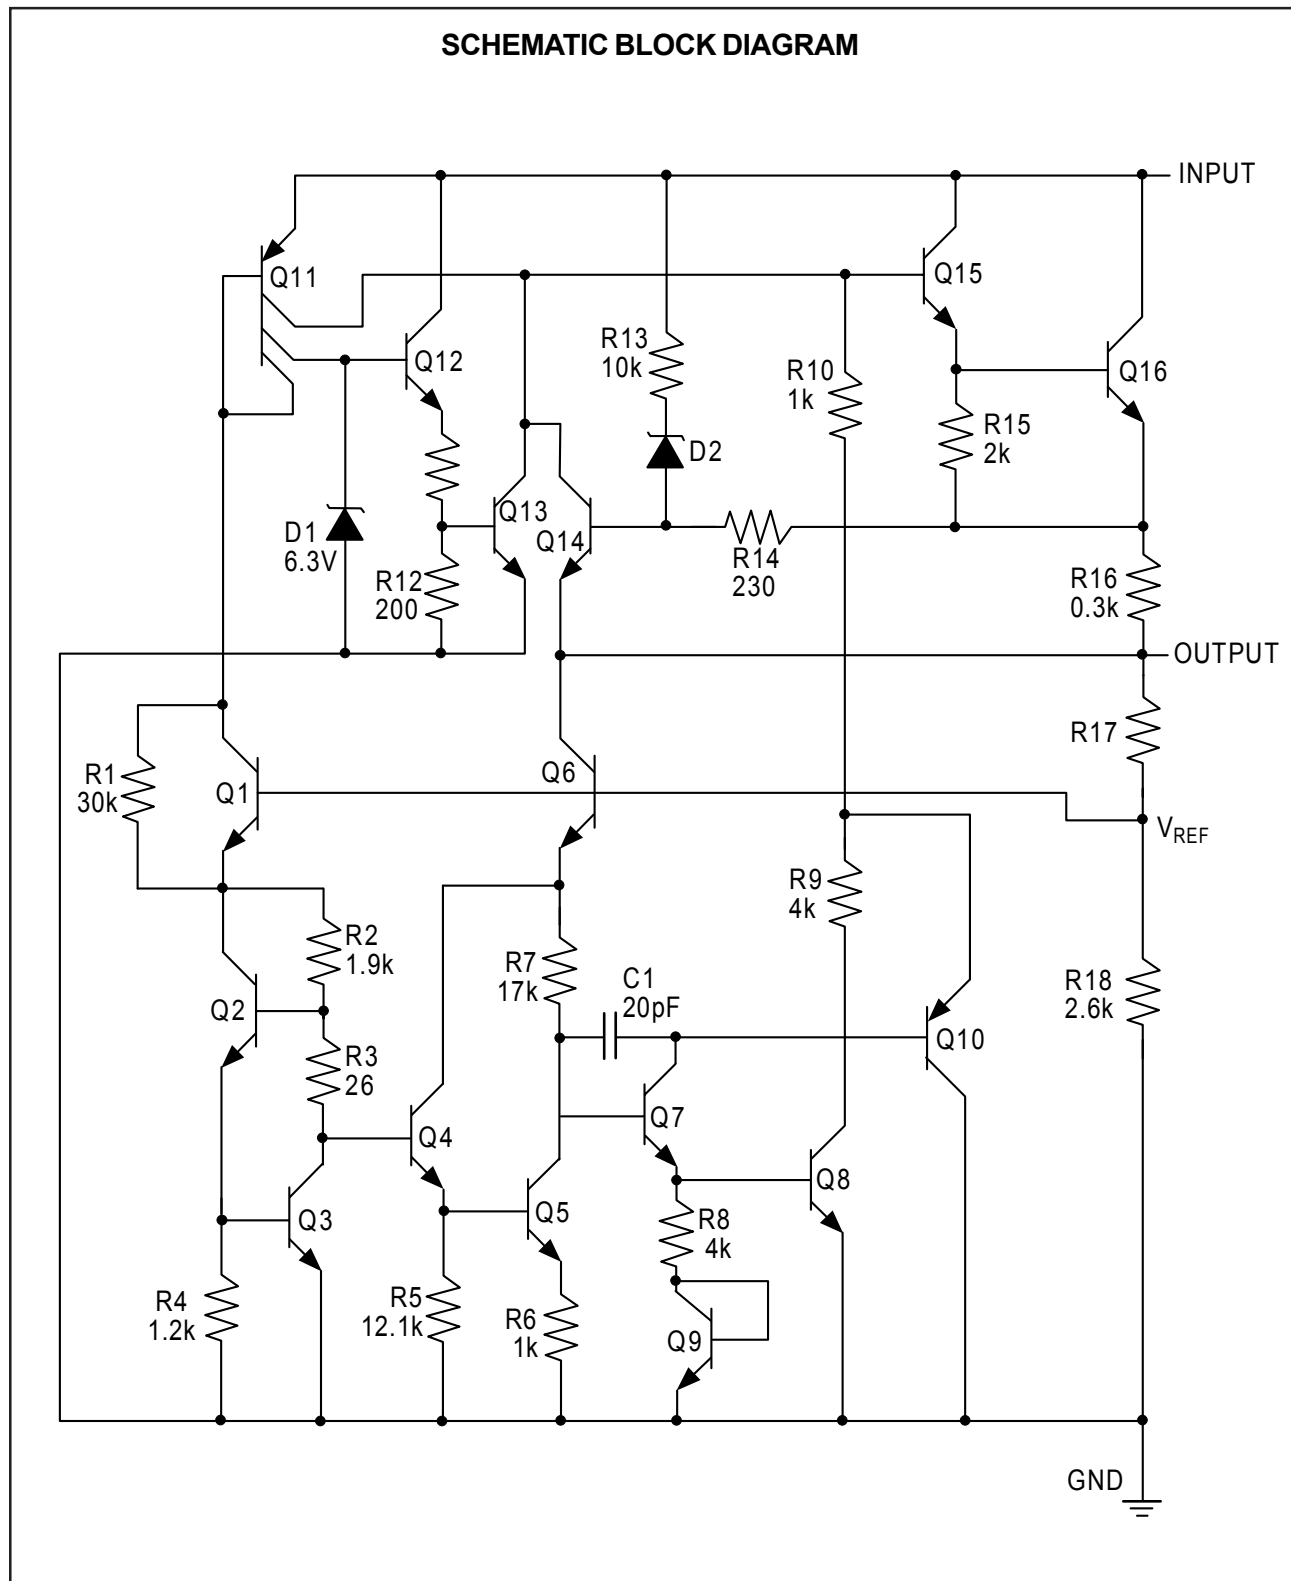 SCHEMATIC BLOCK DIAGRAM
INPUT
Q11
Q15
Q12
R13
10k
R10
1k
Q16
R15
2k
D2
D1
6.3V
Q13
Q14
R12
200
R14
230
R16
0.3k
OUTPUT
R17
R1
30k
Q1
Q6
VREF
R9
4k
R2
1.9k
R7
17k
C1
20pF
Q2
R18
2.6k
Q10
R3
26
Q4
Q7
Q8
Q3
Q5
R8
4k
R4
1.2k
R5
12.1k
R6
1k
Q9
GND